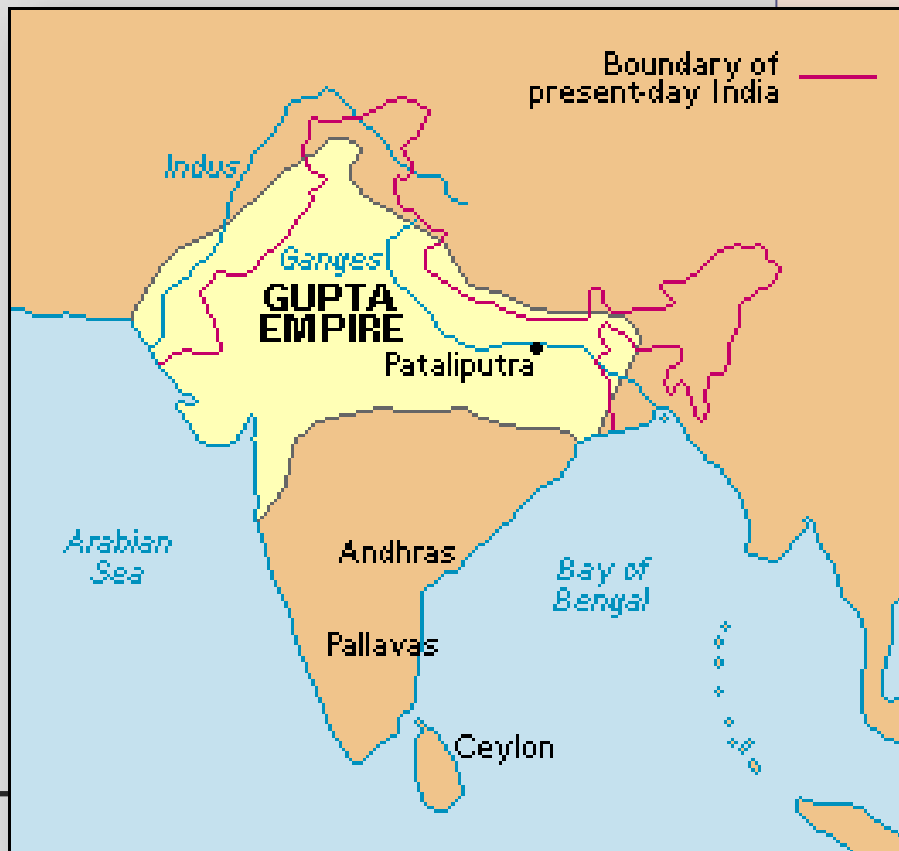 Boundary of
present-day India
Indus
Ganges
GUPTA
EMPIRE
Pataliputra
Arabian
Sea
Andhras
Bay of
Bengal
Pallavas
Ceylon